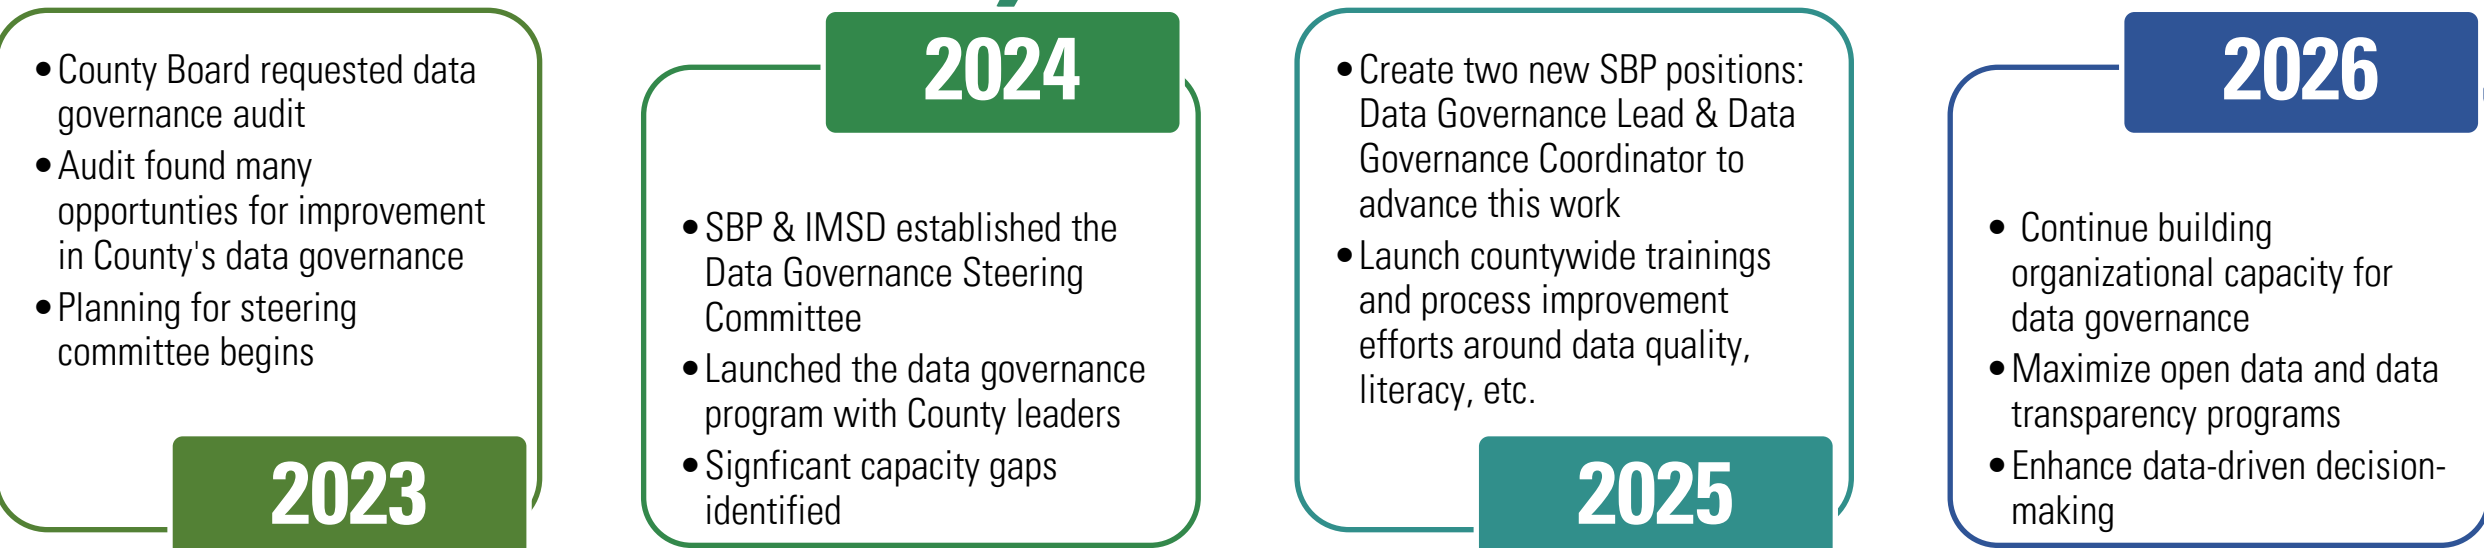 • County Board requested data
governance audit
• Audit found many
opportunties for improvement
in County's data governance
• Planning for steering
committee begins
2023
2024
• SBP & IMSD established the
Data Governance Steering
Committee
• Launched the data governance
program with County leaders
• Signficant capacity gaps
identified
• Create two new SBP positions:
Data Governance Lead & Data
Governance Coordinator to
advance this work
• Launch countywide trainings
and process improvement
efforts around data quality,
literacy, etc.
2025
2026
• Continue building
organizational capacity for
data governance
• Maximize open data and data
transparency programs
• Enhance data-driven decision-
making